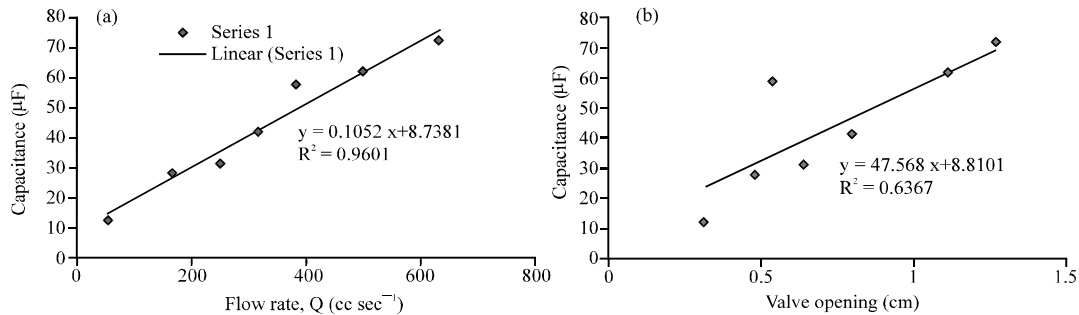 (a)
Series 1
Linear (Series 1)
80
70
60
50
40
30
20
10
0
Capacitance (µF)
y = 0.1052 x+8.7381
R² = 0.9601
0
200
400
600
800
Flow rate, Q (cc sec⁻¹)
(b)
80
70
60
50
40
30
20
10
0
Capacitance (µF)
y = 47.568 x+8.8101
R² = 0.6367
0
0.5
1
1.5
Valve opening (cm)